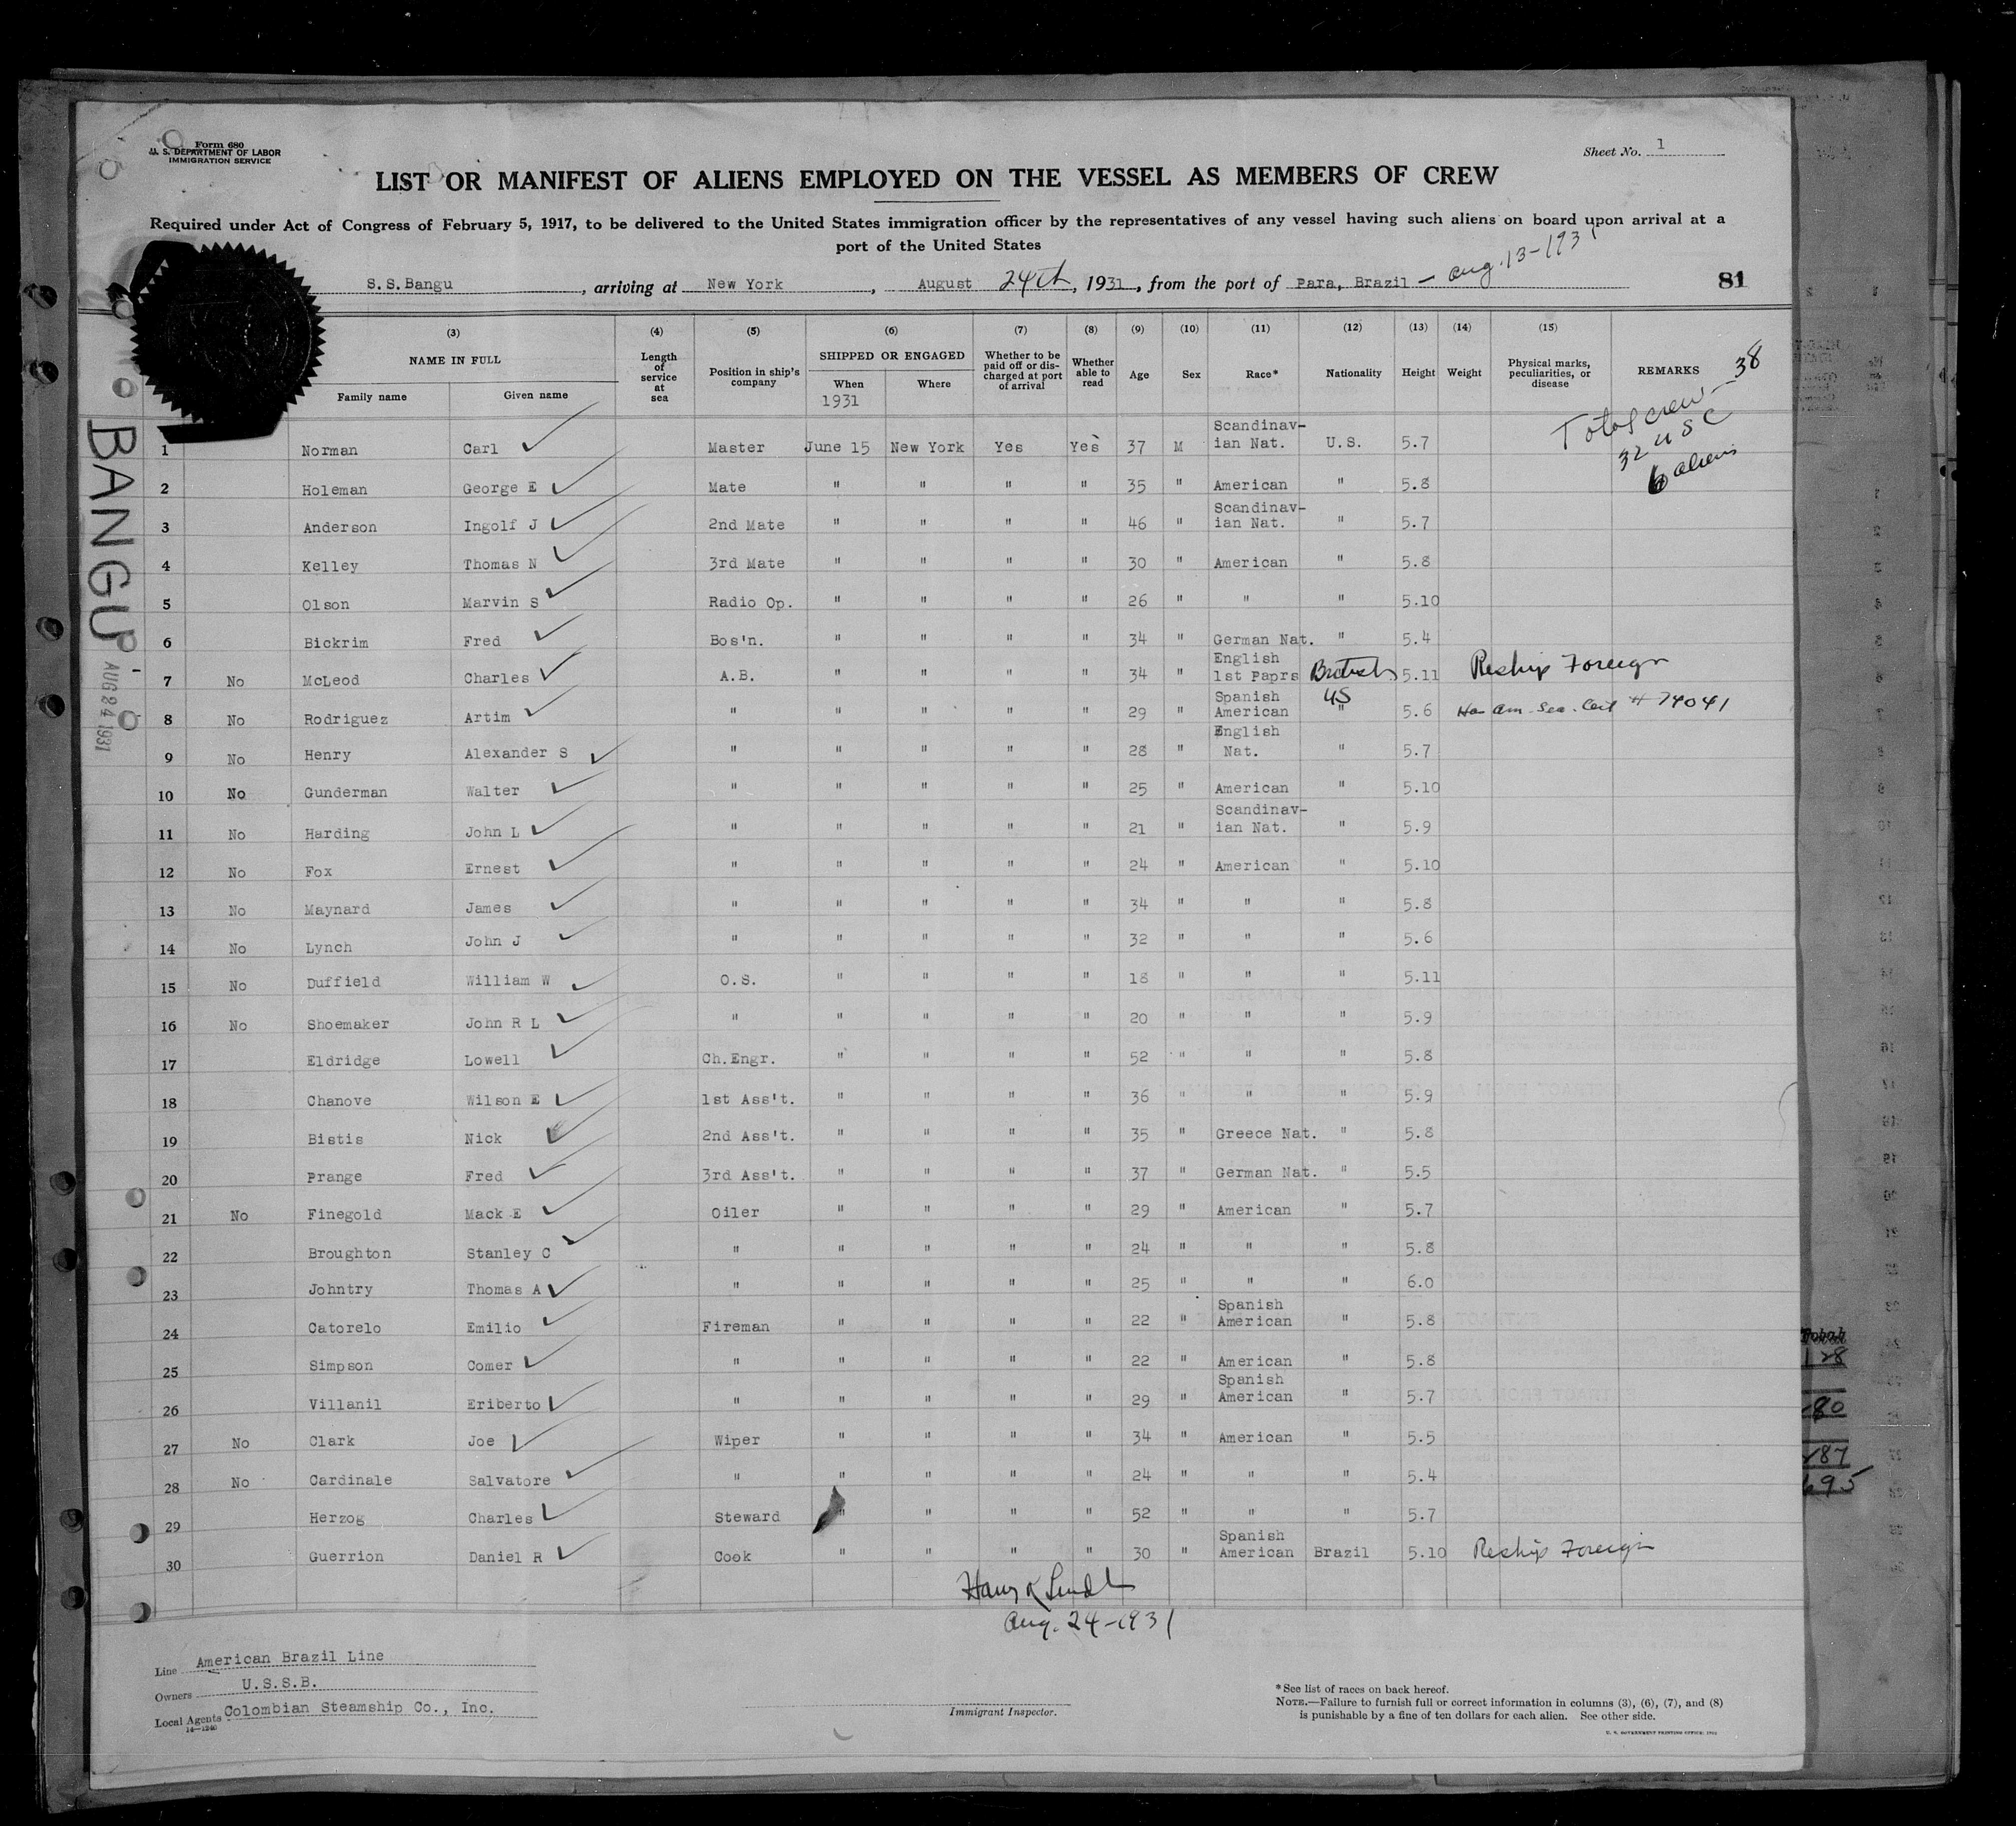 Form 680
U. S. DEPARTMENT OF LABOR
IMMIGRATION SERVICE
Sheet No. 1
LIST OR MANIFEST OF ALIENS EMPLOYED ON THE VESSEL AS MEMBERS OF CREW
Required under Act of Congress of February 5, 1917, to be delivered to the United States immigration officer by the representatives of any vessel having such aliens on board upon arrival at a
port of the United States
S.S.Bangu, arriving at New York, August 24th, 1931, from the port of Para, Brazil – Aug. 13-1931
81
(3) (4) (5) (6) (7) (8) (9) (10) (11) (12) (13) (14) (15)
NAME IN FULL Length of service at sea Position in ship's company SHIPPED OR ENGAGED Whether to be paid off or discharged at port of arrival Whether able to read Age Sex Race* Nationality Height Weight Physical marks, peculiarities, or disease REMARKS
Family name Given name When Where
1931
Total crew – 38
32 USC
6 aliens
BANGU
AUG 24 1931
1 Norman Carl Master June 15 New York Yes Yes 37 M Scandinav-ian Nat. U.S. 5.7
2 Holeman George E Mate " " " " 35 " American " 5.8
3 Anderson Ingolf J 2nd Mate " " " " 46 " Scandinav-ian Nat. " 5.7
4 Kelley Thomas N 3rd Mate " " " " 30 " American " 5.8
5 Olson Marvin S Radio Op. " " " " 26 " " " 5.10
6 Bickrim Fred Bos'n. " " " " 34 " German Nat. " 5.4
7 No McLeod Charles A.B. " " " " 34 " English 1st Paprs British 5.11 Reship Foreign
8 No Rodriguez Artim " " " " " 29 " Spanish American US " 5.6 Am. Sea. Cert # 74041
9 No Henry Alexander S " " " " " 28 " English Nat. " 5.7
10 No Gunderman Walter " " " " " 25 " American " 5.10
11 No Harding John L " " " " " 21 " Scandinav-ian Nat. " 5.9
12 No Fox Ernest " " " " " 24 " American " 5.10
13 No Maynard James " " " " " 34 " " " 5.8
14 No Lynch John J " " " " " 32 " " " 5.6
15 No Duffield William W O.S. " " " " 18 " " " 5.11
16 No Shoemaker John R L " " " " " 20 " " " 5.9
17 Eldridge Lowell Ch.Engr. " " " " 52 " " " 5.8
18 Chanove Wilson E 1st Ass't. " " " " 36 " " " 5.9
19 Bistis Nick 2nd Ass't. " " " " 35 " Greece Nat. " 5.8
20 Prange Fred 3rd Ass't. " " " " 37 " German Nat. " 5.5
21 No Finegold Mack E Oiler " " " " 29 " American " 5.7
22 Broughton Stanley C " " " " " 24 " " " 5.8
23 Johntry Thomas A " " " " " 25 " " " 6.0
24 Catorelo Emilio Fireman " " " " 22 " Spanish American " 5.8
25 Simpson Comer " " " " " 22 " American " 5.8
26 Villanil Eriberto " " " " " 29 " Spanish American " 5.7
27 No Clark Joe Wiper " " " " 34 " American " 5.5
28 No Cardinale Salvatore " " " " " 24 " " " 5.4
29 Herzog Charles Steward " " " " 52 " " " 5.7
30 Guerrion Daniel R Cook " " " " 30 " Spanish American Brazil 5.10 Reship Foreign
Aug. 24-1931
Line American Brazil Line
Owners U.S.S.B.
Local Agents Colombian Steamship Co., Inc.
14—1240
Immigrant Inspector.
*See list of races on back hereof.
NOTE.—Failure to furnish full or correct information in columns (3), (6), (7), and (8)
is punishable by a fine of ten dollars for each alien. See other side.